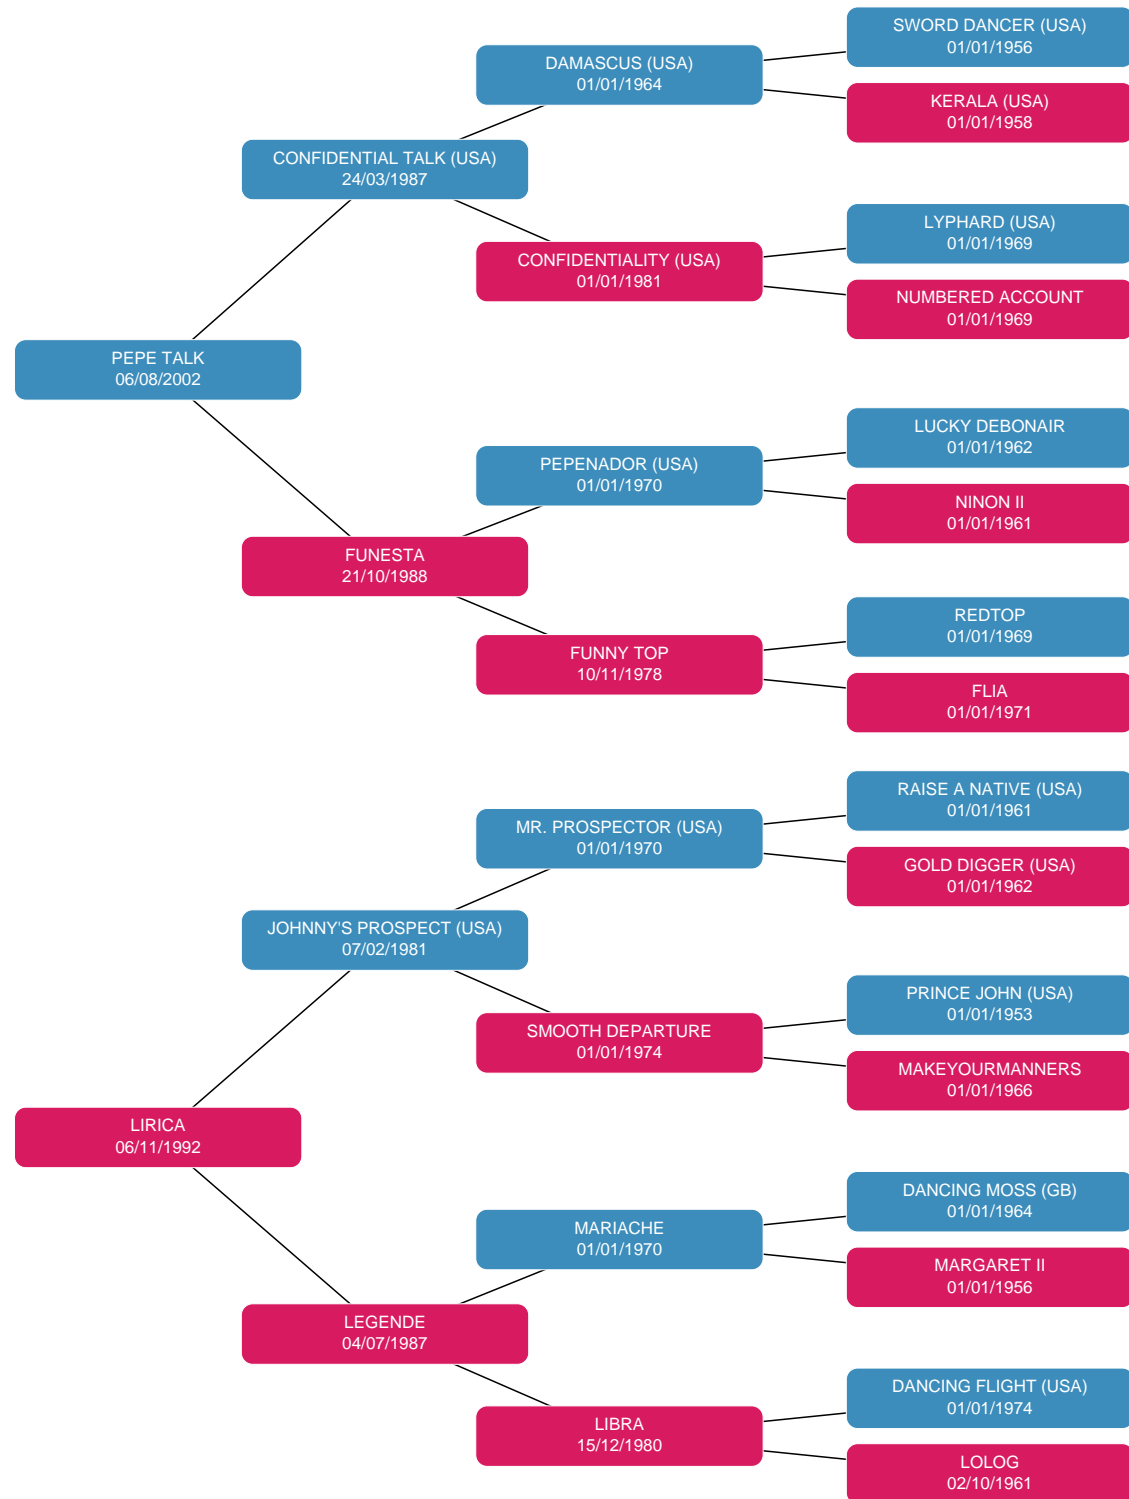 SWORD DANCER (USA)
01/01/1956
DAMASCUS (USA)
01/01/1964
KERALA (USA)
01/01/1958
CONFIDENTIAL TALK (USA)
24/03/1987
LYPHARD (USA)
01/01/1969
CONFIDENTIALITY (USA)
01/01/1981
NUMBERED ACCOUNT
01/01/1969
PEPE TALK
06/08/2002
LUCKY DEBONAIR
01/01/1962
PEPENADOR (USA)
01/01/1970
NINON II
01/01/1961
FUNESTA
21/10/1988
REDTOP
01/01/1969
FUNNY TOP
10/11/1978
FLIA
01/01/1971
RAISE A NATIVE (USA)
01/01/1961
MR. PROSPECTOR (USA)
01/01/1970
GOLD DIGGER (USA)
01/01/1962
JOHNNY'S PROSPECT (USA)
07/02/1981
PRINCE JOHN (USA)
01/01/1953
SMOOTH DEPARTURE
01/01/1974
MAKEYOURMANNERS
01/01/1966
LIRICA
06/11/1992
DANCING MOSS (GB)
01/01/1964
MARIACHE
01/01/1970
MARGARET II
01/01/1956
LEGENDE
04/07/1987
DANCING FLIGHT (USA)
01/01/1974
LIBRA
15/12/1980
LOLOG
02/10/1961